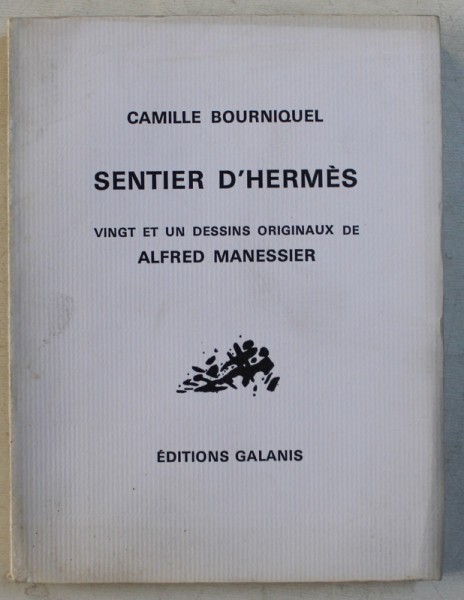 CAMILLE BOURNIQUEL
SENTIER D'HERMÈS
VINGT ET UN DESSINS ORIGINAUX DE
ALFRED MANESSIER
ÉDITIONS GALANIS